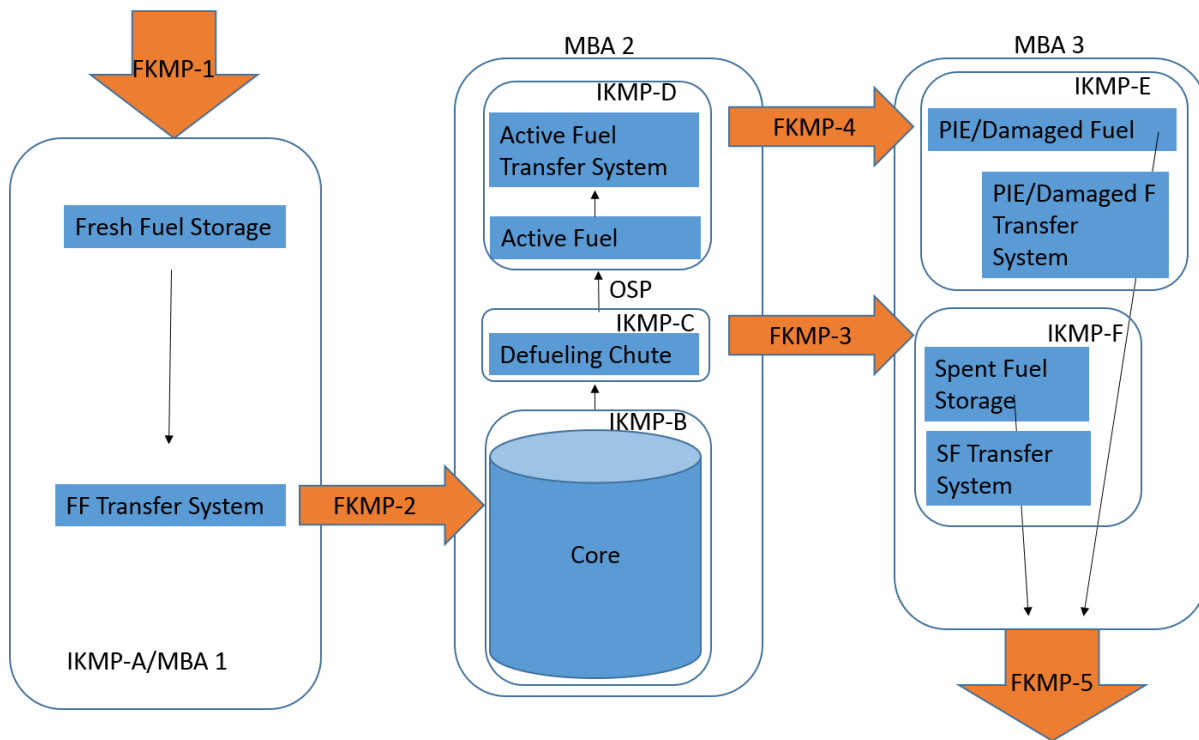 FKMP-1
Fresh Fuel Storage
FF Transfer System
IKMP-A/MBA 1
FKMP-2
MBA 2
IKMP-D
Active Fuel
Transfer System
Active Fuel
OSP
IKMP-C
Defueling Chute
IKMP-B
Core
FKMP-4
FKMP-3
MBA 3
IKMP-E
PIE/Damaged Fuel
PIE/Damaged F
Transfer
System
IKMP-F
Spent Fuel
Storage
SF Transfer
System
FKMP-5